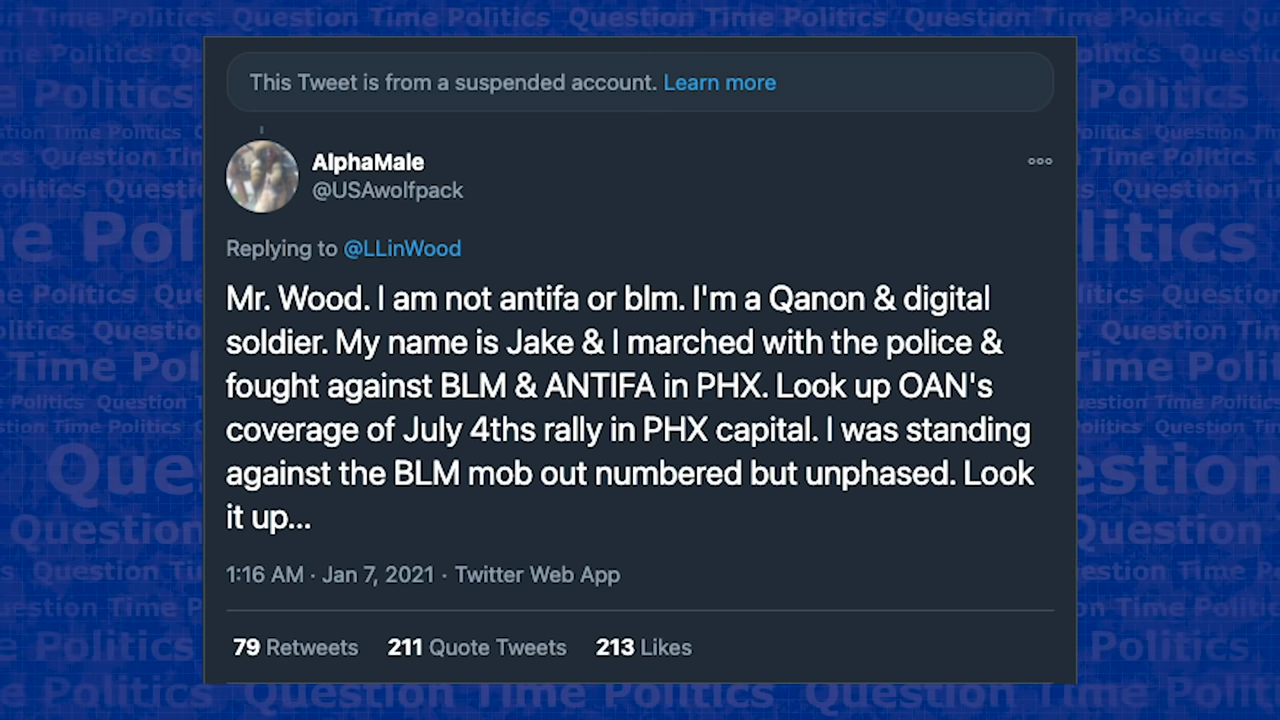 This Tweet is from a suspended account. Learn more
AlphaMale
@USAwolfpack
Replying to @LLinWood
Mr. Wood. I am not antifa or blm. I'm a Qanon & digital
soldier. My name is Jake & I marched with the police &
fought against BLM & ANTIFA in PHX. Look up OAN's
coverage of July 4ths rally in PHX capital. I was standing
against the BLM mob out numbered but unphased. Look
it up...
1:16 AM · Jan 7, 2021 · Twitter Web App
79 Retweets 211 Quote Tweets 213 Likes